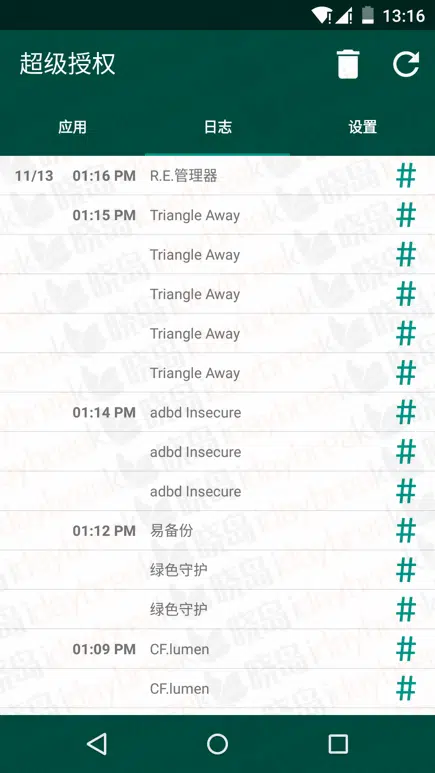 13:16
超级授权
应用 日志 设置
11/13 01:16 PM R.E.管理器 #
01:15 PM Triangle Away #
Triangle Away #
Triangle Away #
Triangle Away #
Triangle Away #
01:14 PM adbd Insecure #
adbd Insecure #
adbd Insecure #
01:12 PM 易备份 #
绿色守护 #
绿色守护 #
01:09 PM CF.lumen #
CF.lumen #